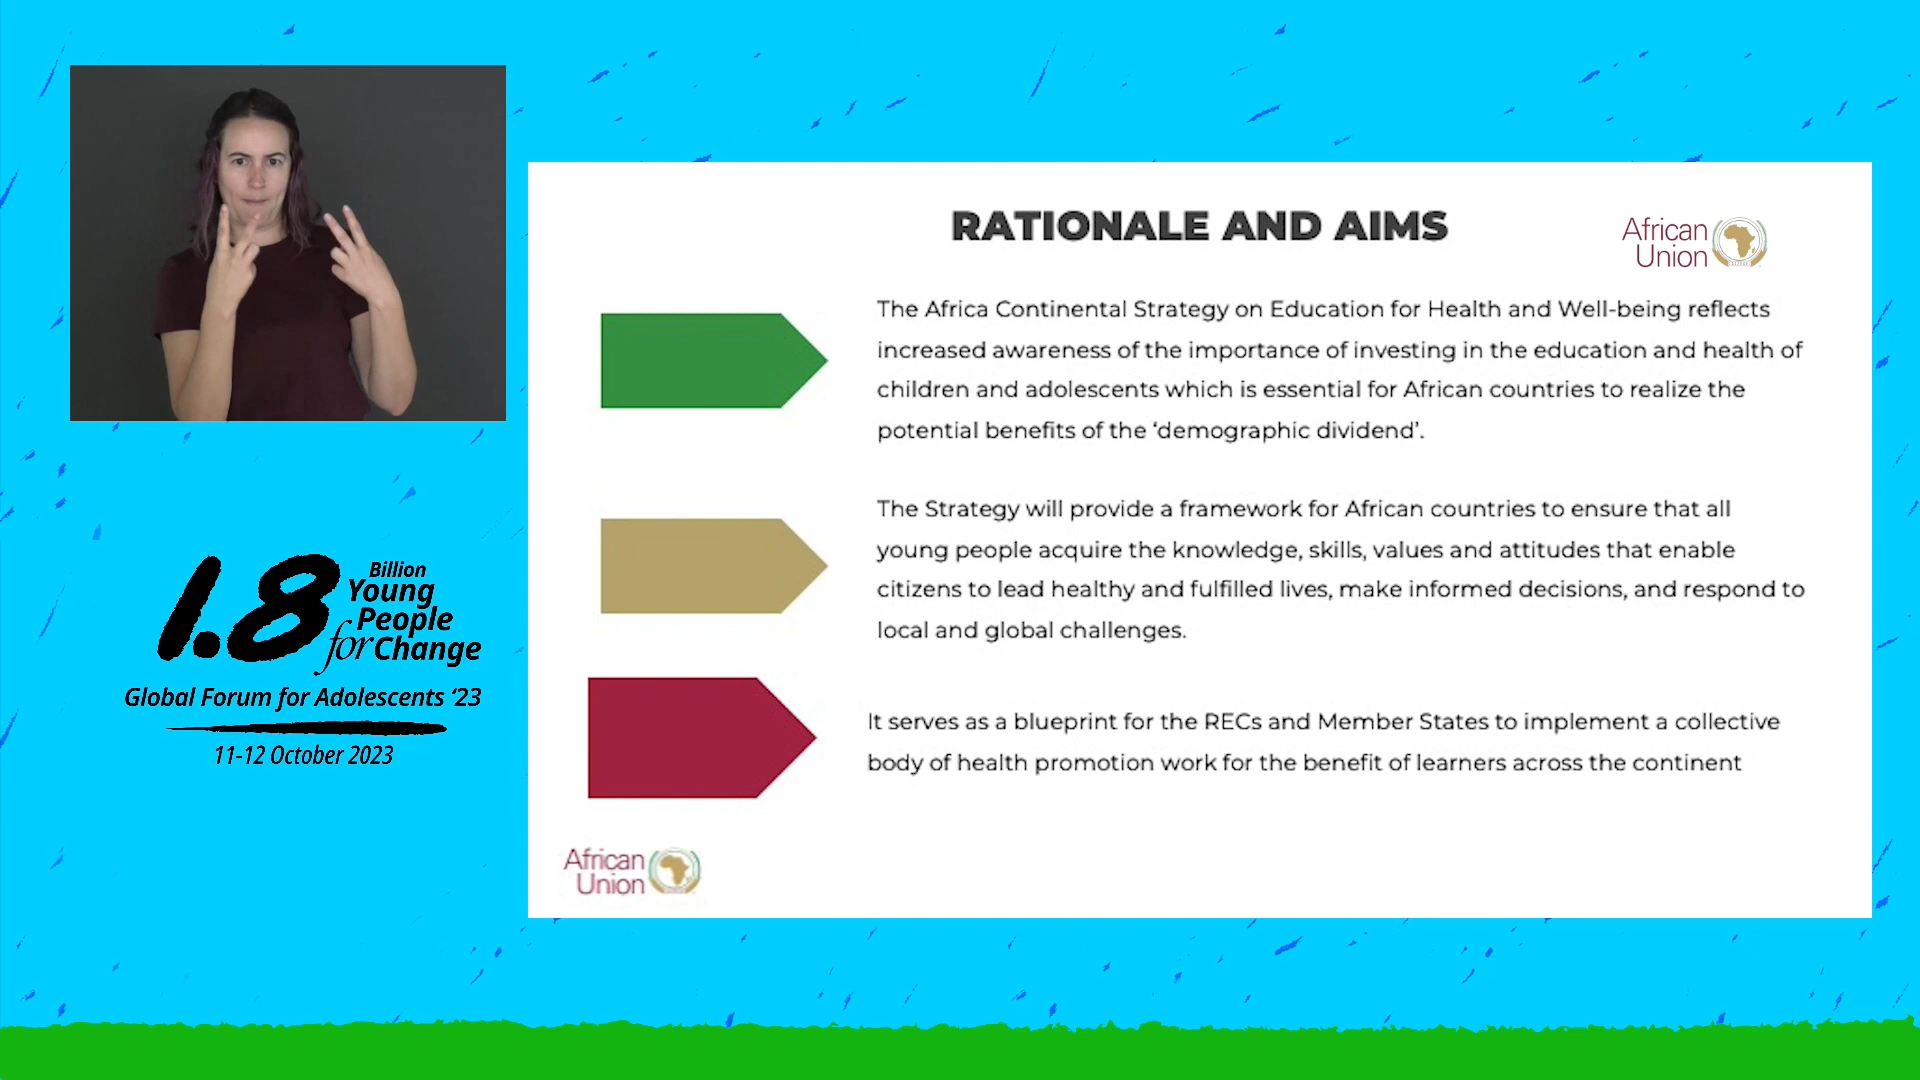 RATIONALE AND AIMS
African
Union
The Africa Continental Strategy on Education for Health and Well-being reflects
increased awareness of the importance of investing in the education and health of
children and adolescents which is essential for African countries to realize the
potential benefits of the ‘demographic dividend’.
The Strategy will provide a framework for African countries to ensure that all
young people acquire the knowledge, skills, values and attitudes that enable
citizens to lead healthy and fulfilled lives, make informed decisions, and respond to
local and global challenges.
It serves as a blueprint for the RECs and Member States to implement a collective
body of health promotion work for the benefit of learners across the continent
African
Union
1.8
Billion
Young
People
for Change
Global Forum for Adolescents ‘23
11-12 October 2023